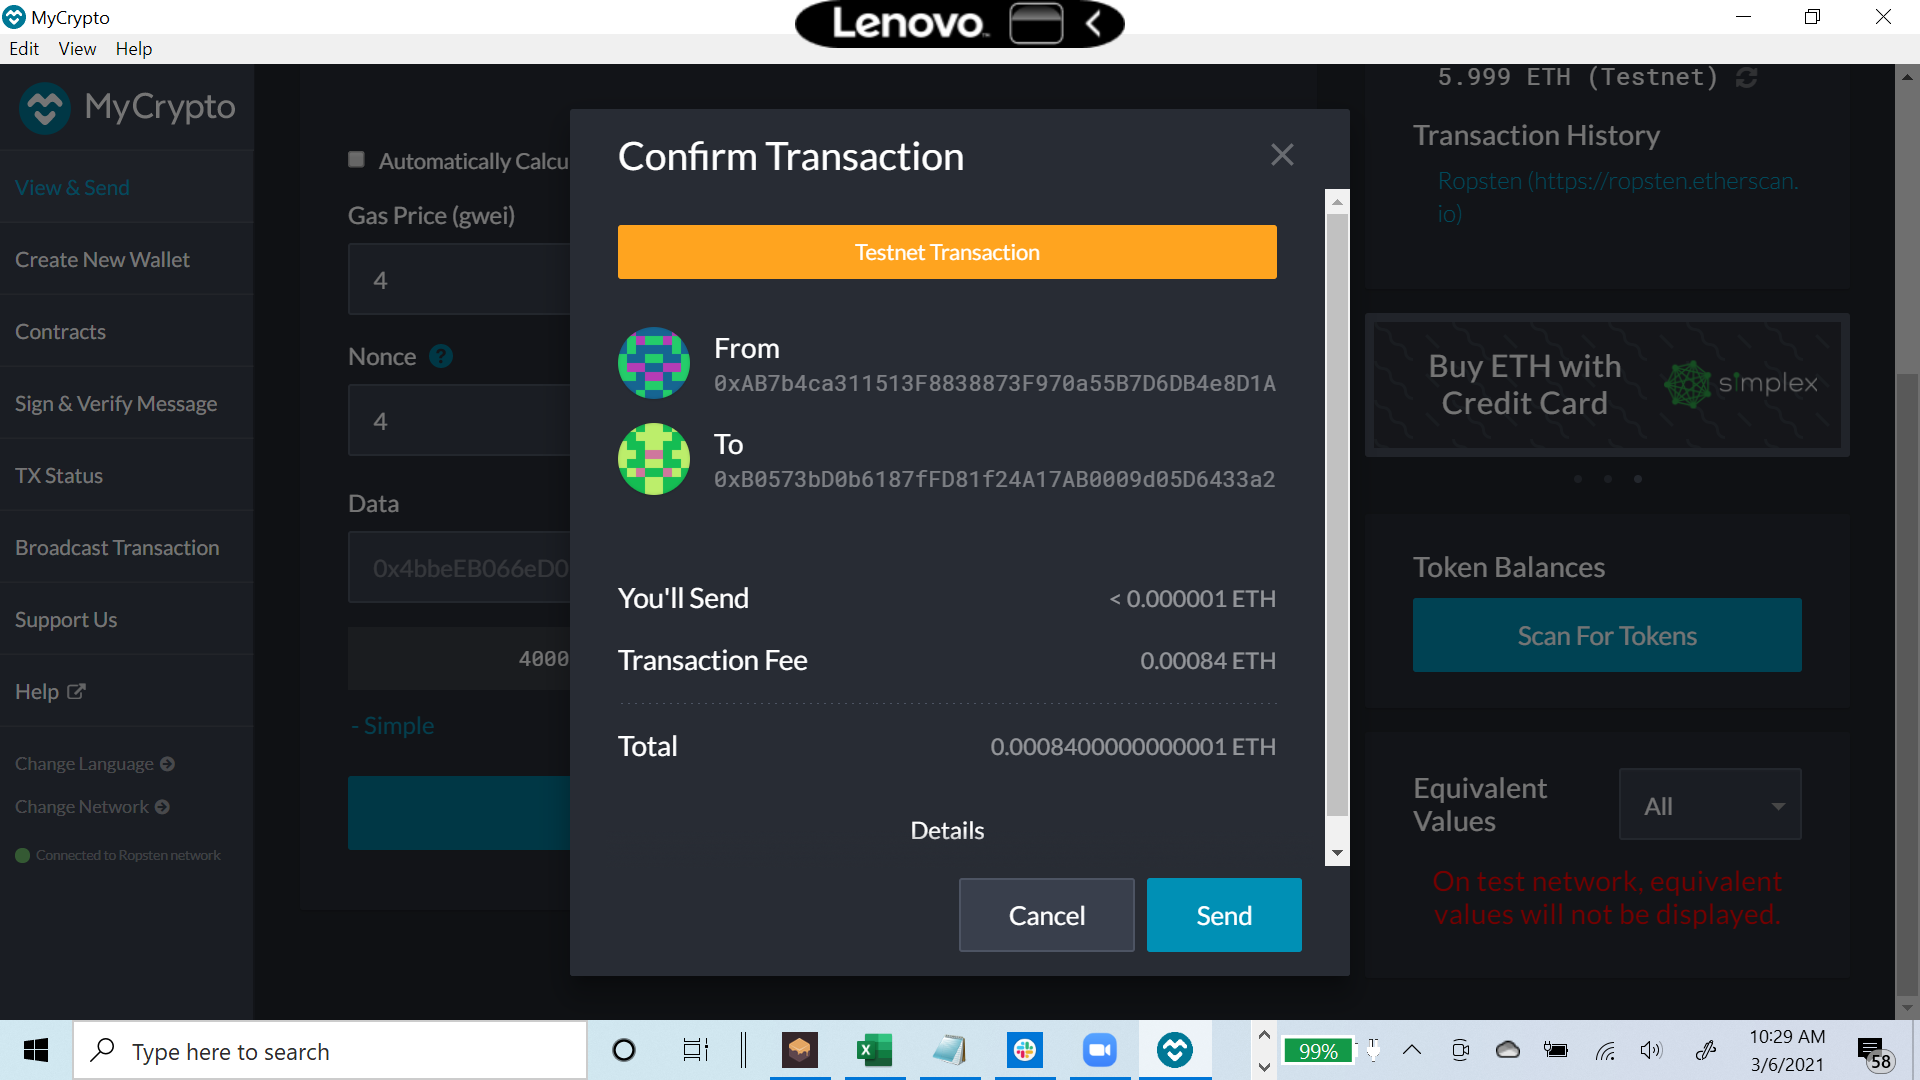 MyCrypto
Lenovo
Edit View Help
MyCrypto
View & Send
Create New Wallet
Contracts
Sign & Verify Message
TX Status
Broadcast Transaction
Support Us
Help
Change Language
Change Network
Connected to Ropsten network
Automatically Calcu
Gas Price (gwei)
4
Nonce ?
4
Data
0x4bbeEB066eD0
4000
- Simple
Confirm Transaction
Testnet Transaction
From
0xAB7b4ca311513F8838873F970a55B7D6DB4e8D1A
To
0xB0573bD0b6187fFD81f24A17AB0009d05D6433a2
You'll Send < 0.000001 ETH
Transaction Fee 0.00084 ETH
Total 0.0008400000000001 ETH
Details
Cancel Send
5.999 ETH (Testnet)
Transaction History
Ropsten (https://ropsten.etherscan.
io)
Buy ETH with
Credit Card
simplex
Token Balances
Scan For Tokens
Equivalent
Values
All
On test network, equivalent
values will not be displayed.
Type here to search
99%
10:29 AM
3/6/2021
58